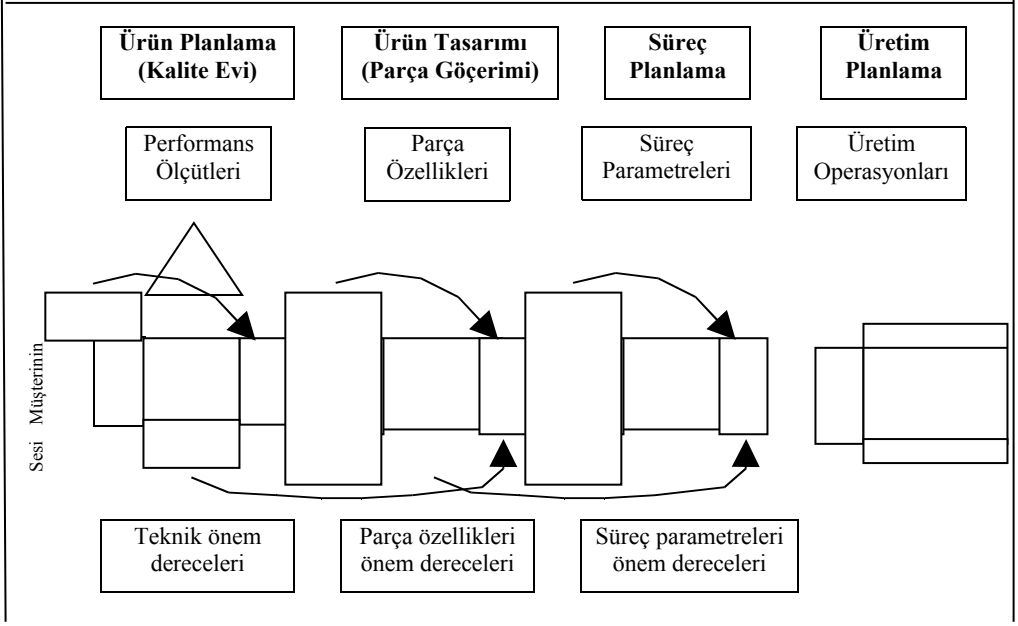 Ürün Planlama
(Kalite Evi)
Ürün Tasarımı
(Parça Göçerimi)
Süreç
Planlama
Üretim
Planlama
Performans
Ölçütleri
Parça
Özellikleri
Süreç
Parametreleri
Üretim
Operasyonları
Müşterinin
Sesi
Teknik önem
dereceleri
Parça özellikleri
önem dereceleri
Süreç parametreleri
önem dereceleri